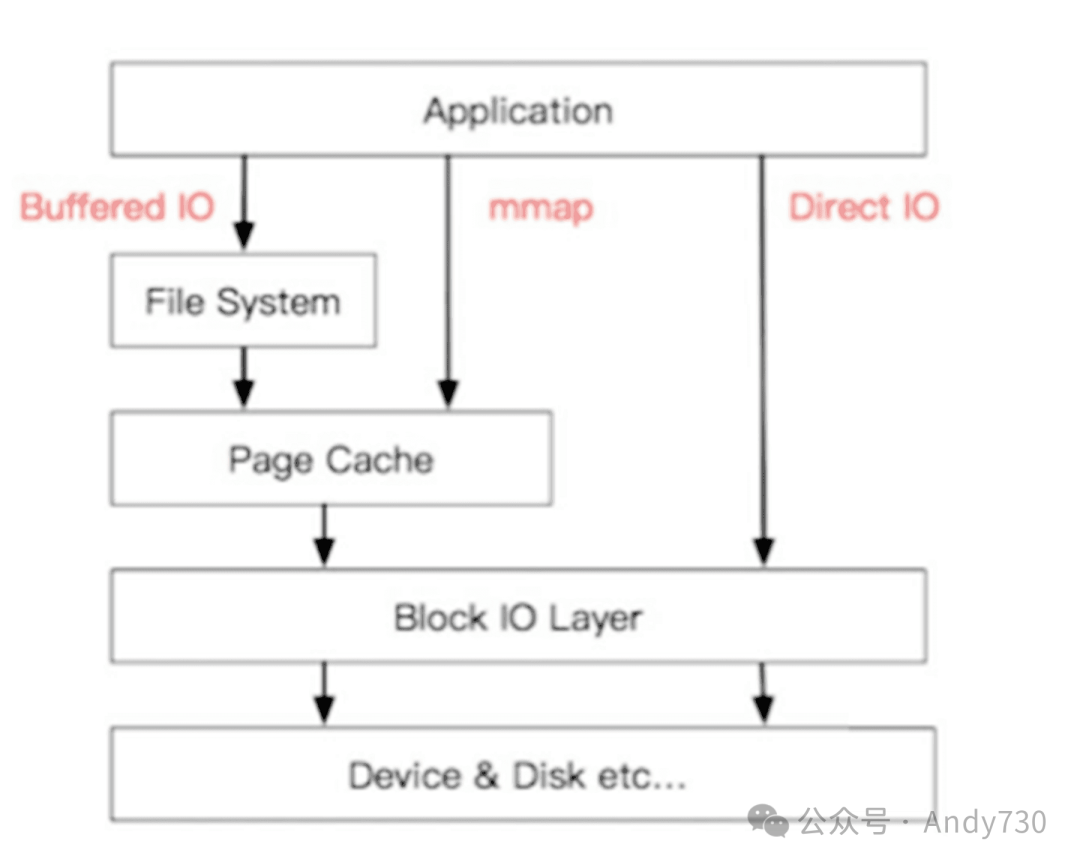 Application
Buffered IO
mmap
Direct IO
File System
Page Cache
Block IO Layer
Device & Disk etc...
公众号 · Andy730